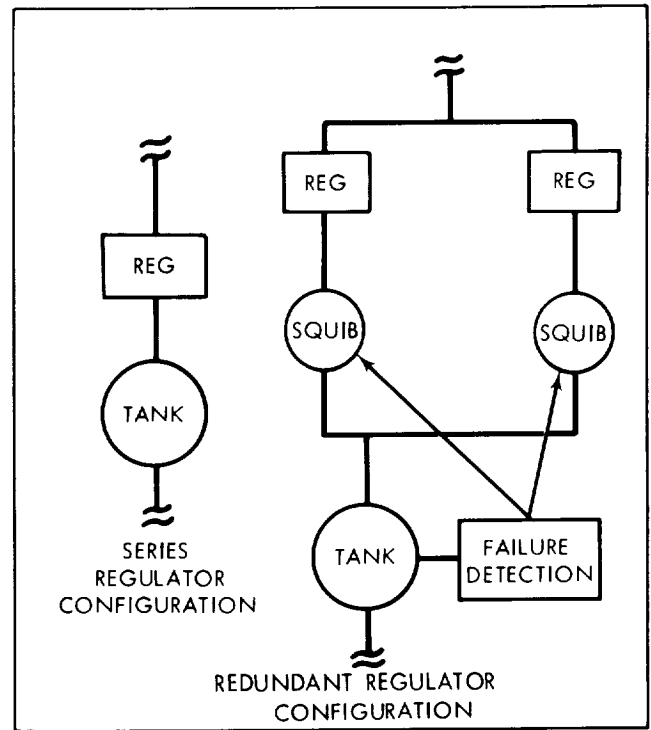 REG
TANK
SERIES
REGULATOR
CONFIGURATION
REG
REG
SQUIB
SQUIB
TANK
FAILURE
DETECTION
REDUNDANT REGULATOR
CONFIGURATION